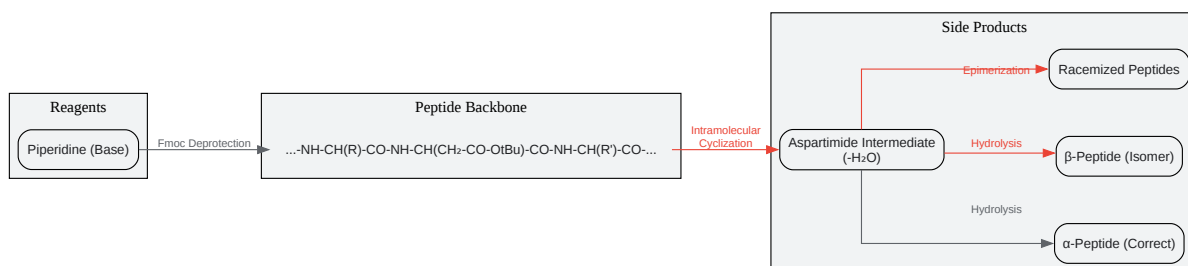 Side Products
Epimerization
Racemized Peptides
Reagents
Peptide Backbone
Piperidine (Base)
Fmoc Deprotection
...-NH-CH(R)-CO-NH-CH(CH₂-CO-OtBu)-CO-NH-CH(R')-CO-...
Intramolecular
Cyclization
Aspartimide Intermediate
(-H₂O)
Hydrolysis
β-Peptide (Isomer)
Hydrolysis
α-Peptide (Correct)